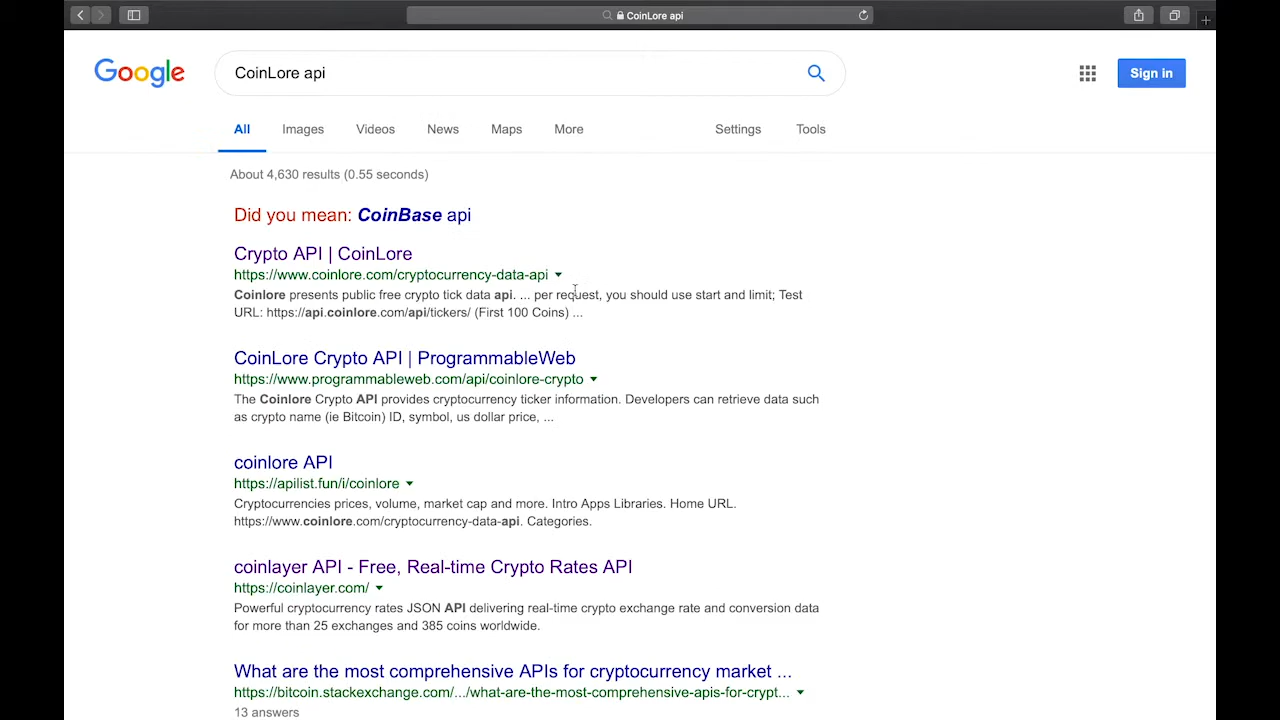 CoinLore api
Google
CoinLore api
Sign in
All Images Videos News Maps More Settings Tools
About 4,630 results (0.55 seconds)
Did you mean: CoinBase api
Crypto API | CoinLore
https://www.coinlore.com/cryptocurrency-data-api
Coinlore presents public free crypto tick data api. ... per request, you should use start and limit; Test
URL: https://api.coinlore.com/api/tickers/ (First 100 Coins) ...
CoinLore Crypto API | ProgrammableWeb
https://www.programmableweb.com/api/coinlore-crypto
The Coinlore Crypto API provides cryptocurrency ticker information. Developers can retrieve data such
as crypto name (ie Bitcoin) ID, symbol, us dollar price, ...
coinlore API
https://apilist.fun/i/coinlore
Cryptocurrencies prices, volume, market cap and more. Intro Apps Libraries. Home URL.
https://www.coinlore.com/cryptocurrency-data-api. Categories.
coinlayer API - Free, Real-time Crypto Rates API
https://coinlayer.com/
Powerful cryptocurrency rates JSON API delivering real-time crypto exchange rate and conversion data
for more than 25 exchanges and 385 coins worldwide.
What are the most comprehensive APIs for cryptocurrency market ...
https://bitcoin.stackexchange.com/.../what-are-the-most-comprehensive-apis-for-crypt...
13 answers